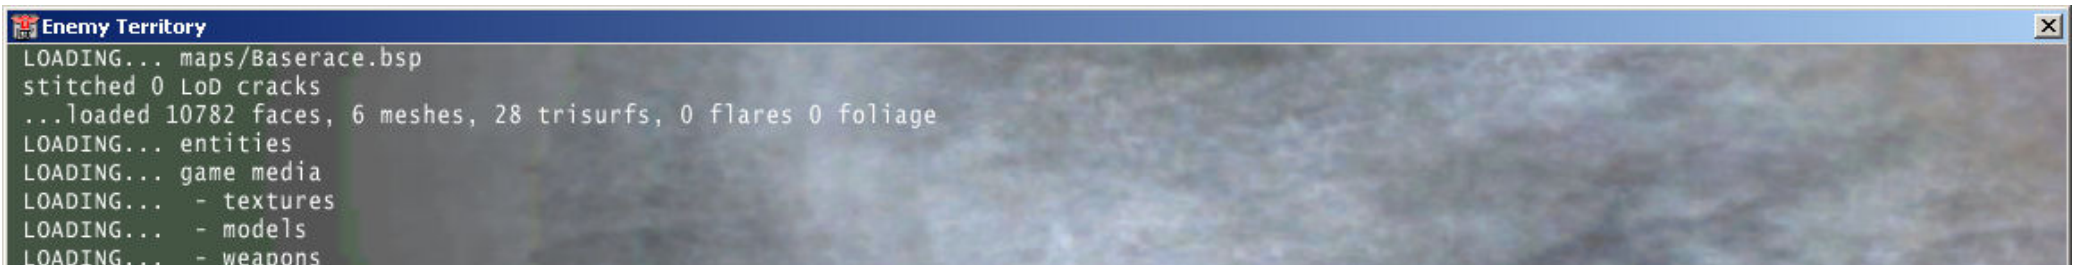 Enemy Territory
LOADING... maps/Baserace.bsp
stitched 0 LoD cracks
...loaded 10782 faces, 6 meshes, 28 trisurfs, 0 flares 0 foliage
LOADING... entities
LOADING... game media
LOADING...  - textures
LOADING...  - models
LOADING...  - weapons